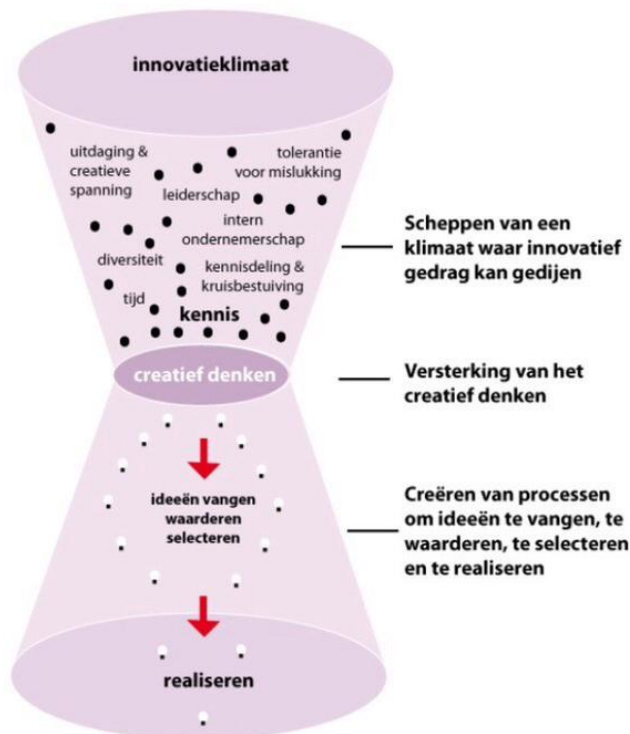 innovatieklimaat
uitdaging &
creatieve
spanning
tolerantie
voor mislukking
leiderschap
intern
ondernemerschap
diversiteit
kennisdeling &
kruisbestuiving
tijd
kennis
Scheppen van een
klimaat waar innovatief
gedrag kan gedijen
creatief denken
Versterking van het
creatief denken
ideeën vangen
waarderen
selecteren
Creëren van processen
om ideeën te vangen, te
waarderen, te selecteren
en te realiseren
realiseren